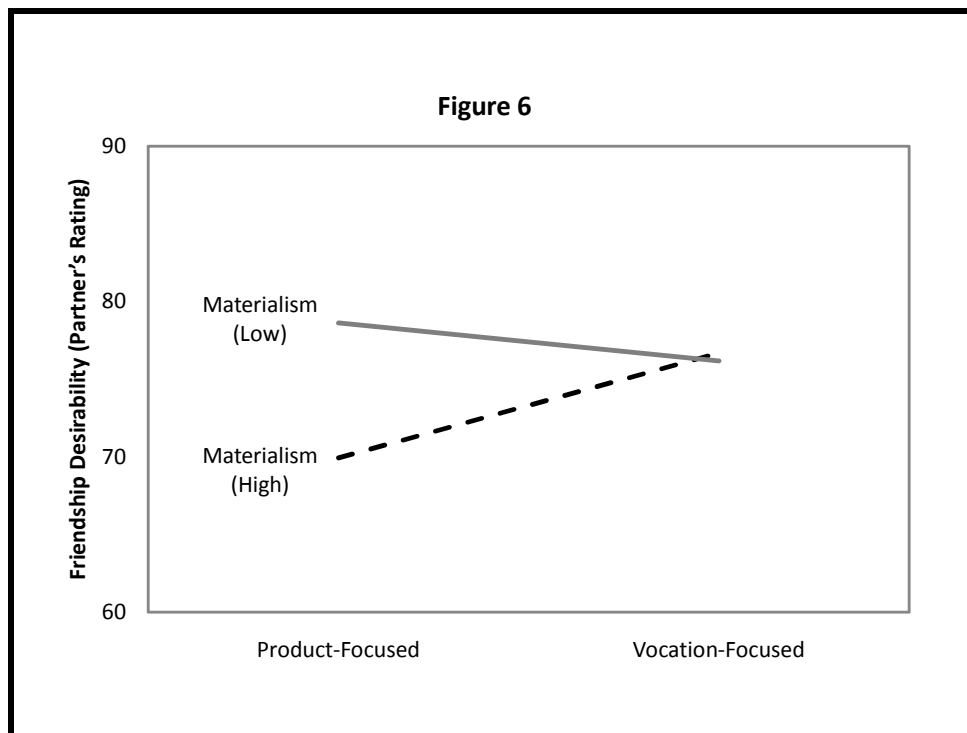 Figure 6
90
80
70
60
Friendship Desirability (Partner's Rating)
Materialism
(Low)
Materialism
(High)
Product-Focused
Vocation-Focused